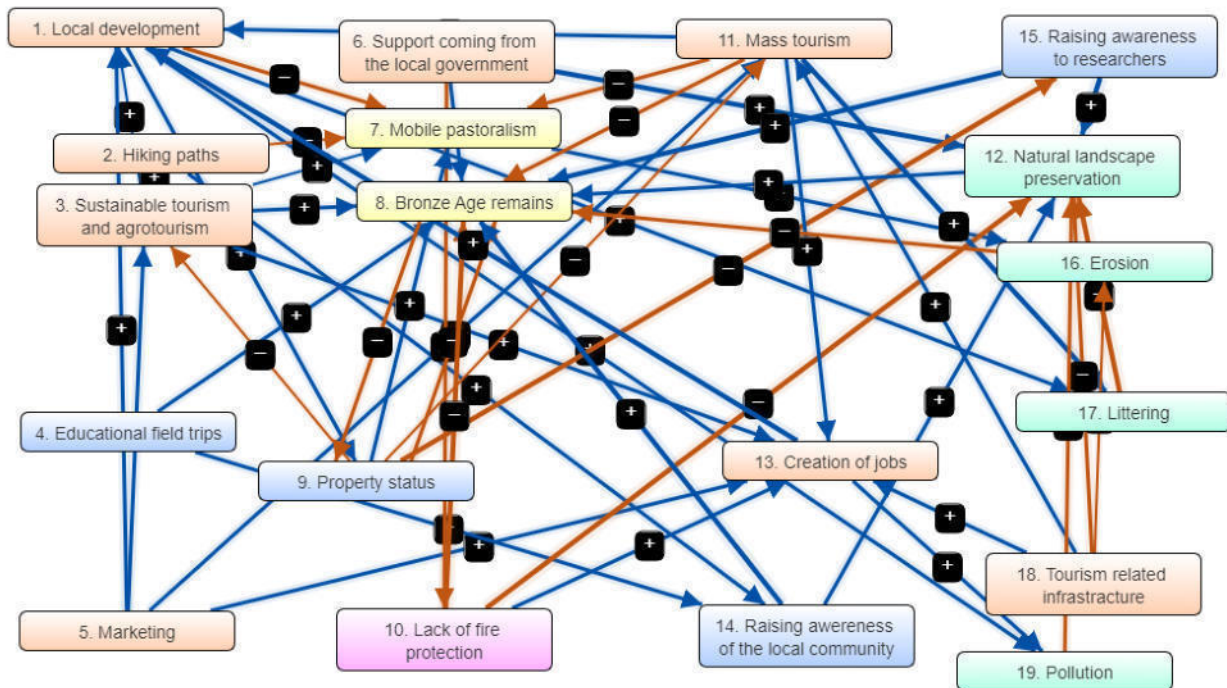 1. Local development
6. Support coming from
the local government
11. Mass tourism
15. Raising awareness
to researchers
7. Mobile pastoralism
2. Hiking paths
12. Natural landscape
preservation
3. Sustainable tourism
and agrotourism
8. Bronze Age remains
16. Erosion
4. Educational field trips
17. Littering
9. Property status
13. Creation of jobs
18. Tourism related
infrastracture
5. Marketing
10. Lack of fire
protection
14. Raising awereness
of the local community
19. Pollution